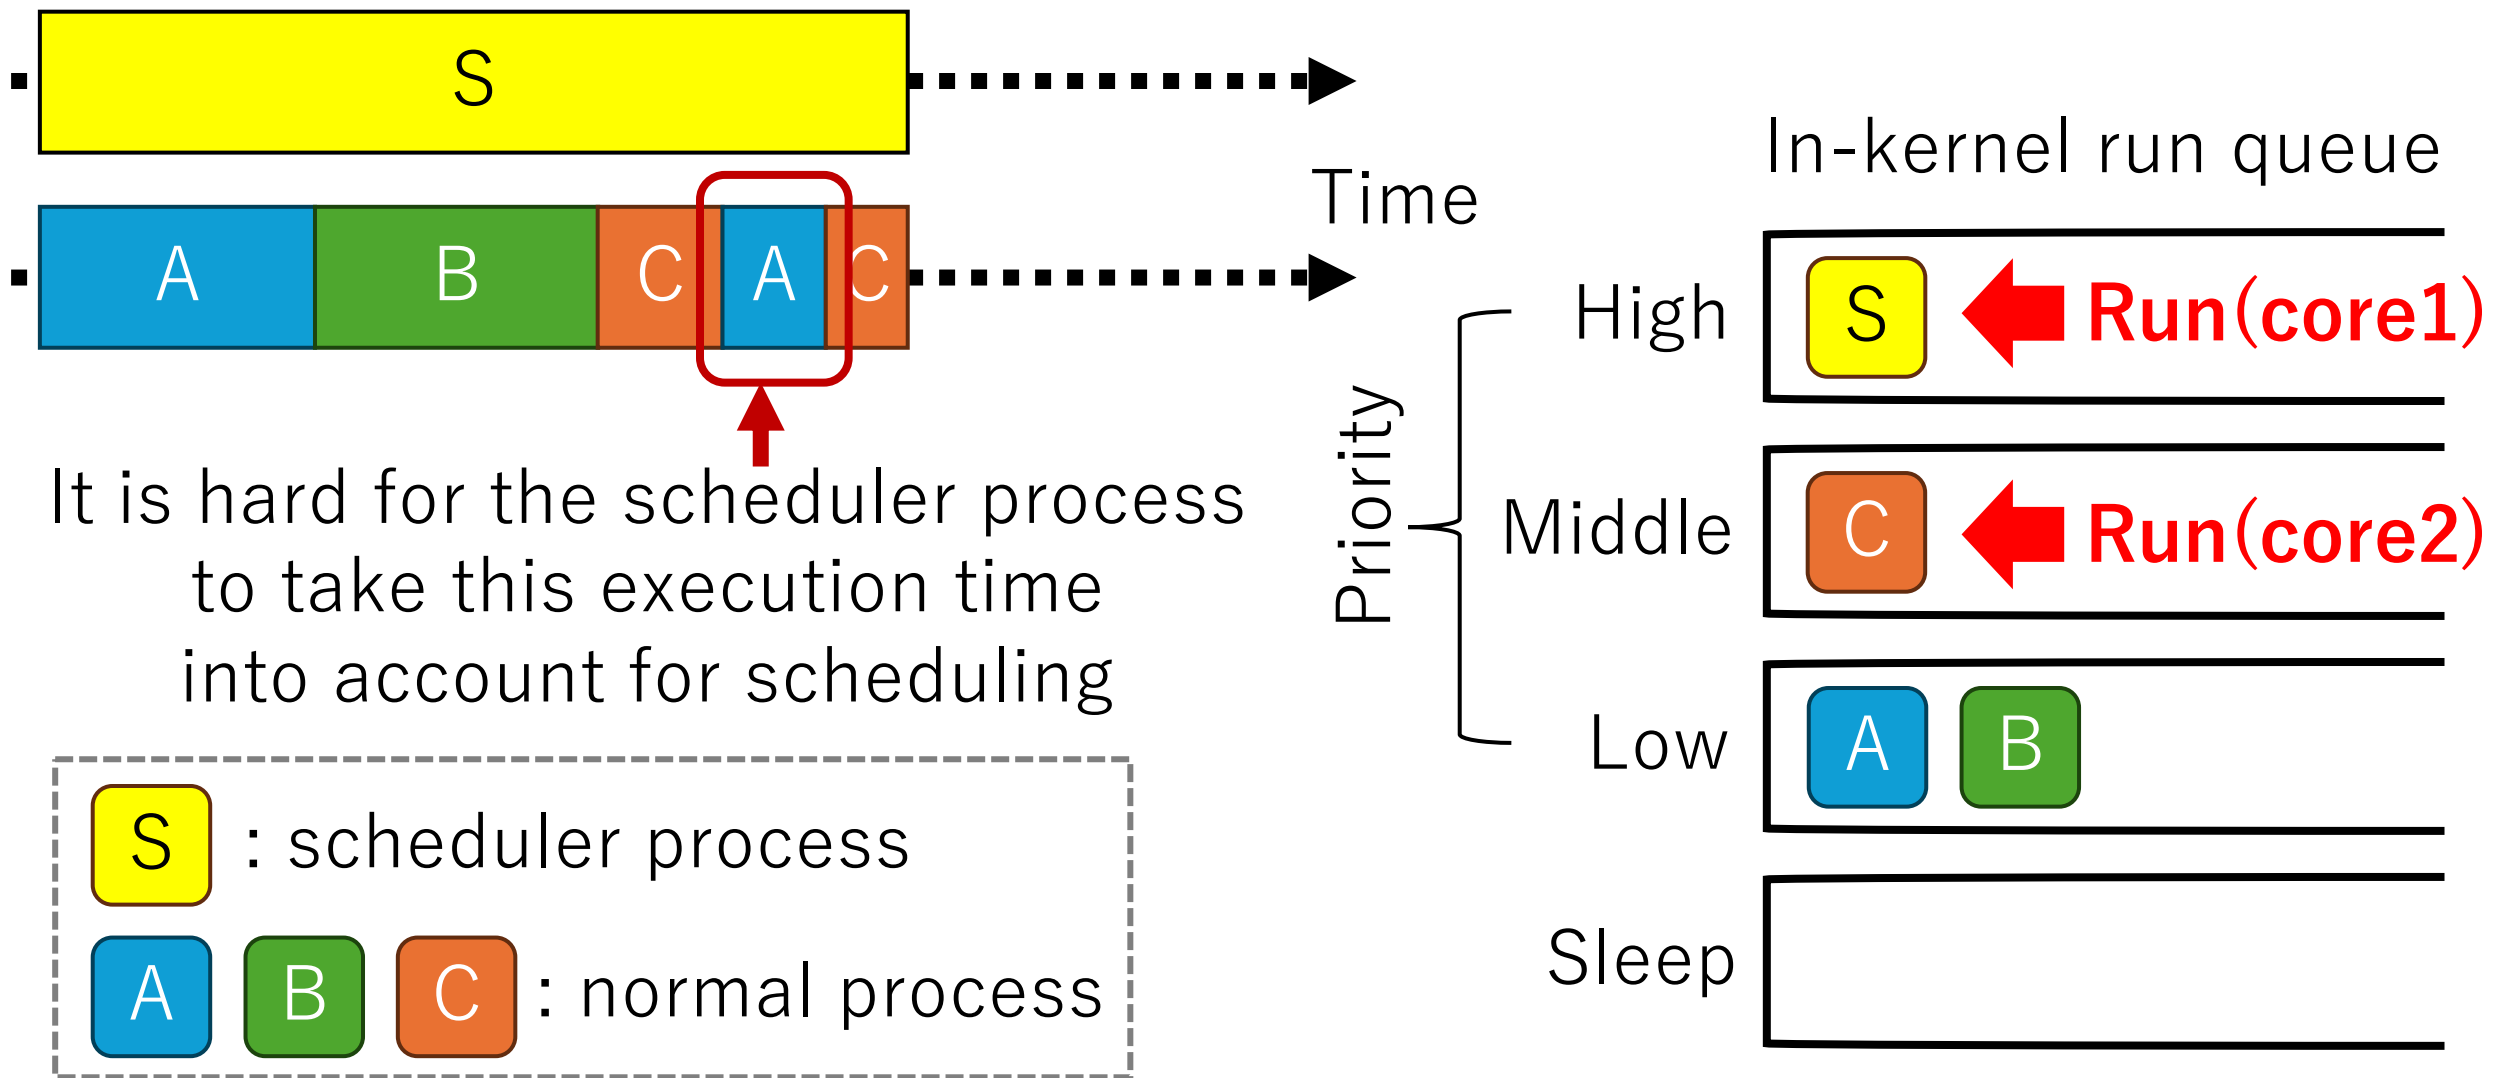 S
A B C A C
Time
It is hard for the scheduler process
to take this execution time
into account for scheduling
S : scheduler process
A B C : normal process
In-kernel run queue
Priority
High
S
Run(core1)
Middle
C
Run(core2)
Low
A B
Sleep